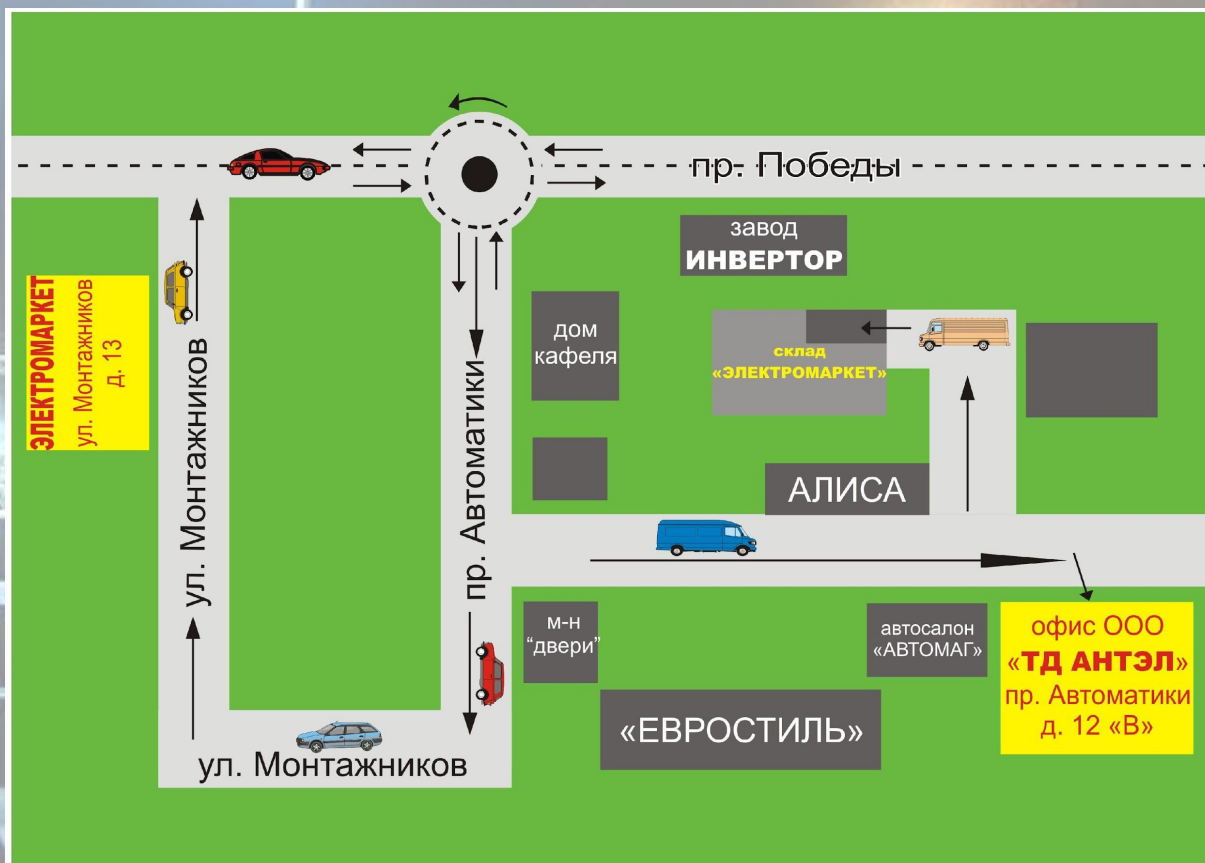 пр. Победы
завод
ИНВЕРТОР
ЭЛЕКТРОМАРКЕТ
ул. Монтажников
д. 13
ул. Монтажников
пр. Автоматики
дом
кафеля
склад
«ЭЛЕКТРОМАРКЕТ»
АЛИСА
м-н
“двери”
автосалон
«АВТОМАГ»
офис ООО
«ТД АНТЭЛ»
пр. Автоматики
д. 12 «В»
«ЕВРОСТИЛЬ»
ул. Монтажников